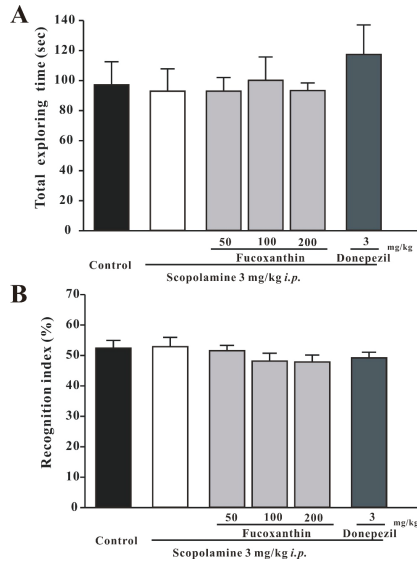 A
Total exploring time (sec)
140
120
100
80
60
40
20
0
50 100 200 3 mg/kg
Control Fucoxanthin Donepezil
Scopolamine 3 mg/kg i.p.
B
Recognition index (%)
70
60
50
40
30
20
10
0
50 100 200 3 mg/kg
Control Fucoxanthin Donepezil
Scopolamine 3 mg/kg i.p.